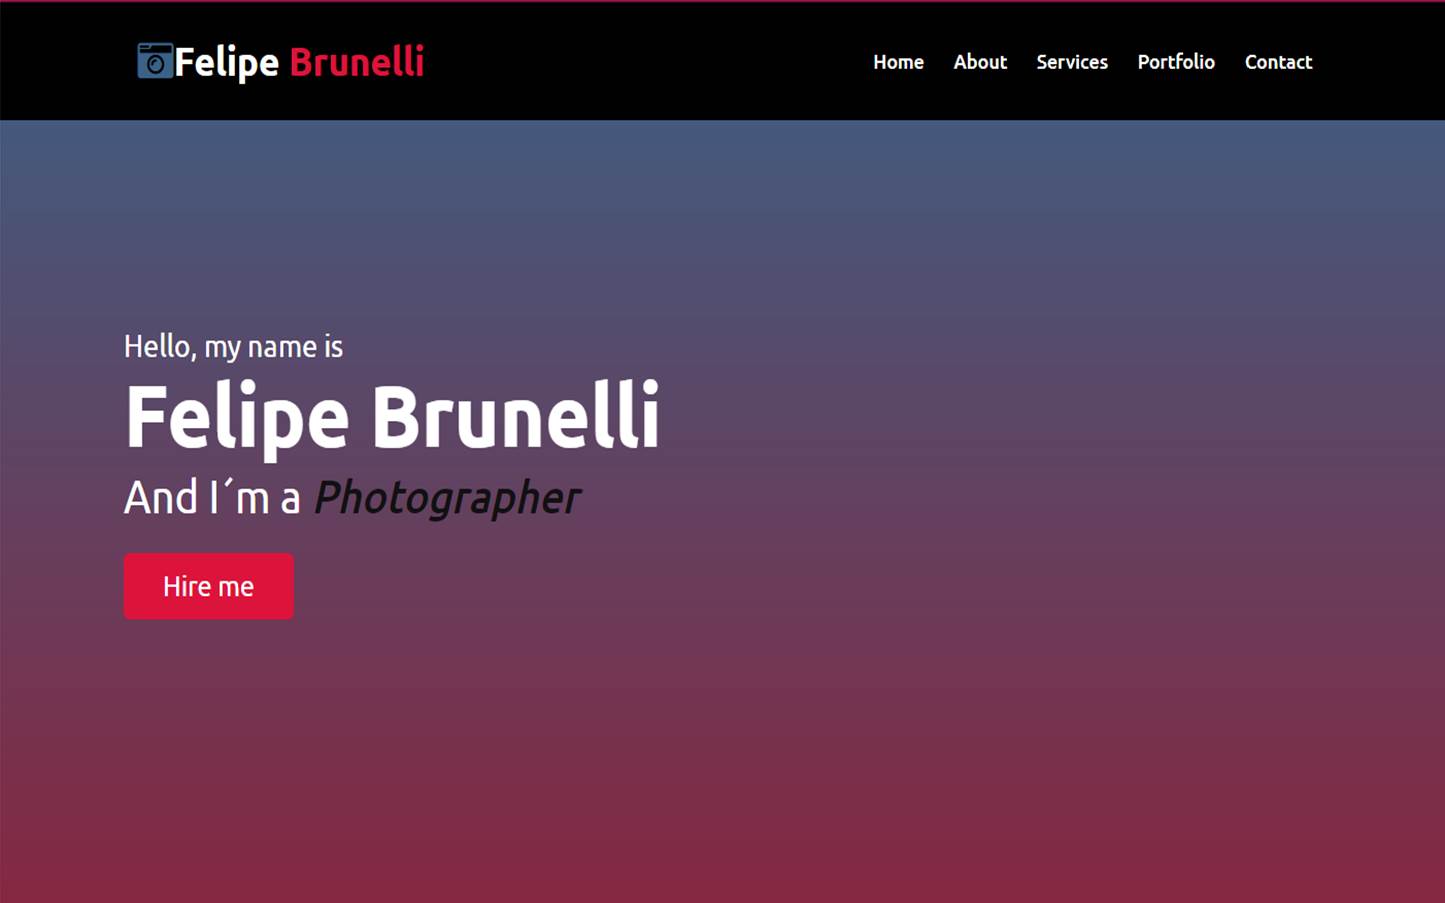 Felipe Brunelli
Home About Services Portfolio Contact
Hello, my name is
Felipe Brunelli
And I´m a Photographer
Hire me